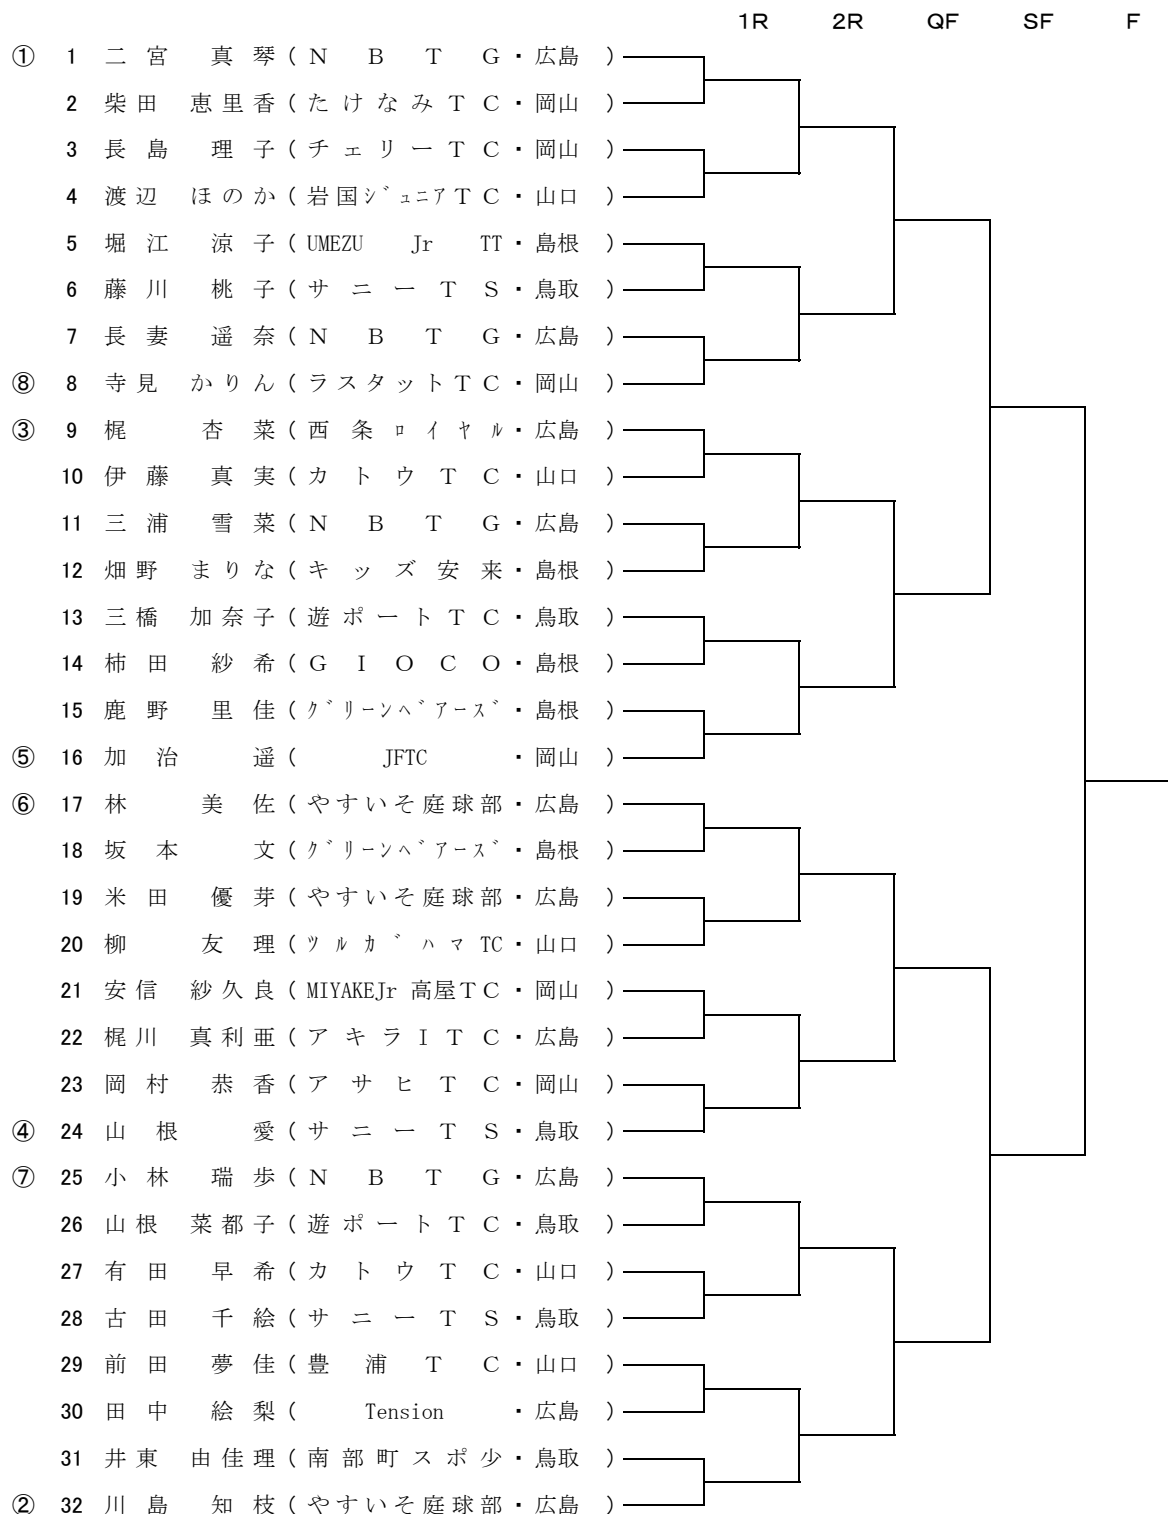 1R 2R QF SF F
① 1 二宮 真琴（NBTG・広島）
2 柴田 恵里香（たけなみTC・岡山）
3 長島 理子（チェリーTC・岡山）
4 渡辺 ほのか（岩国ｼﾞｭﾆｱTC・山口）
5 堀江 涼子（UMEZU Jr TT・島根）
6 藤川 桃子（サニーTS・鳥取）
7 長妻 遥奈（NBTG・広島）
⑧ 8 寺見 かりん（ラスタットTC・岡山）
③ 9 梶 杏菜（西条ﾛｲﾔﾙ・広島）
10 伊藤 真実（カトウTC・山口）
11 三浦 雪菜（NBTG・広島）
12 畑野 まりな（キッズ安来・島根）
13 三橋 加奈子（遊ポートTC・鳥取）
14 柿田 紗希（GIOCO・島根）
15 鹿野 里佳（ｸﾞﾘｰﾝﾍﾞｱｰｽﾞ・島根）
⑤ 16 加治 遥（JFTC・岡山）
⑥ 17 林 美佐（やすいそ庭球部・広島）
18 坂本 文（ｸﾞﾘｰﾝﾍﾞｱｰｽﾞ・島根）
19 米田 優芽（やすいそ庭球部・広島）
20 柳 友理（ﾂﾙｶﾞﾊﾏTC・山口）
21 安信 紗久良（MIYAKEJr 高屋TC・岡山）
22 梶川 真利亜（アキラITC・広島）
23 岡村 恭香（アサヒTC・岡山）
④ 24 山根 愛（サニーTS・鳥取）
⑦ 25 小林 瑞歩（NBTG・広島）
26 山根 菜都子（遊ポートTC・鳥取）
27 有田 早希（カトウTC・山口）
28 古田 千絵（サニーTS・鳥取）
29 前田 夢佳（豊浦TC・山口）
30 田中 絵梨（Tension・広島）
31 井東 由佳理（南部町スポ少・鳥取）
② 32 川島 知枝（やすいそ庭球部・広島）